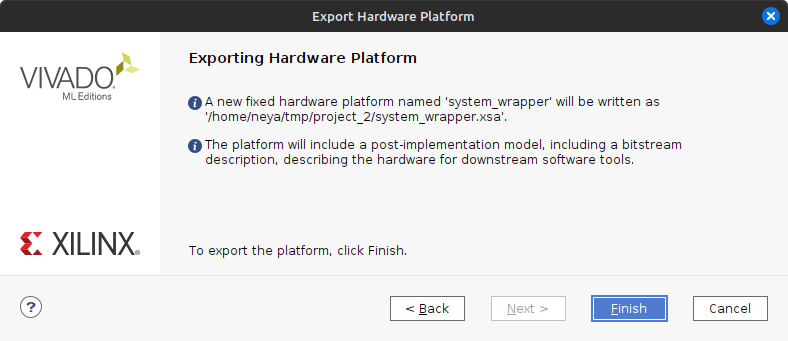 Export Hardware Platform
VIVADO
ML Editions
Exporting Hardware Platform
A new fixed hardware platform named 'system_wrapper' will be written as
'/home/neya/tmp/project_2/system_wrapper.xsa'.
The platform will include a post-implementation model, including a bitstream
description, describing the hardware for downstream software tools.
XILINX
To export the platform, click Finish.
? < Back Next > Finish Cancel